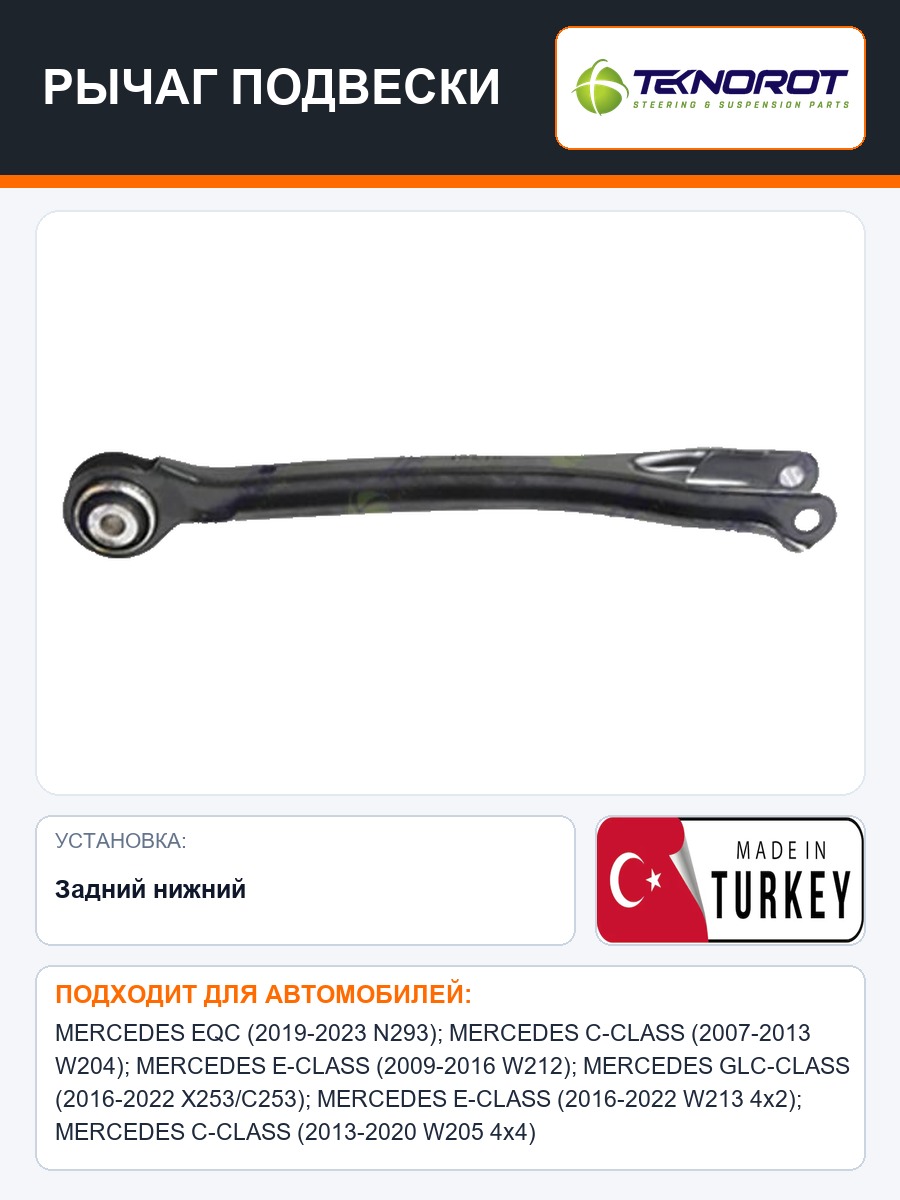 РЫЧАГ ПОДВЕСКИ
TEKNOROT
STEERING & SUSPENSION PARTS
УСТАНОВКА:
Задний нижний
MADE IN
TURKEY
ПОДХОДИТ ДЛЯ АВТОМОБИЛЕЙ:
MERCEDES EQC (2019-2023 N293); MERCEDES C-CLASS (2007-2013
W204); MERCEDES E-CLASS (2009-2016 W212); MERCEDES GLC-CLASS
(2016-2022 X253/C253); MERCEDES E-CLASS (2016-2022 W213 4x2);
MERCEDES C-CLASS (2013-2020 W205 4x4)